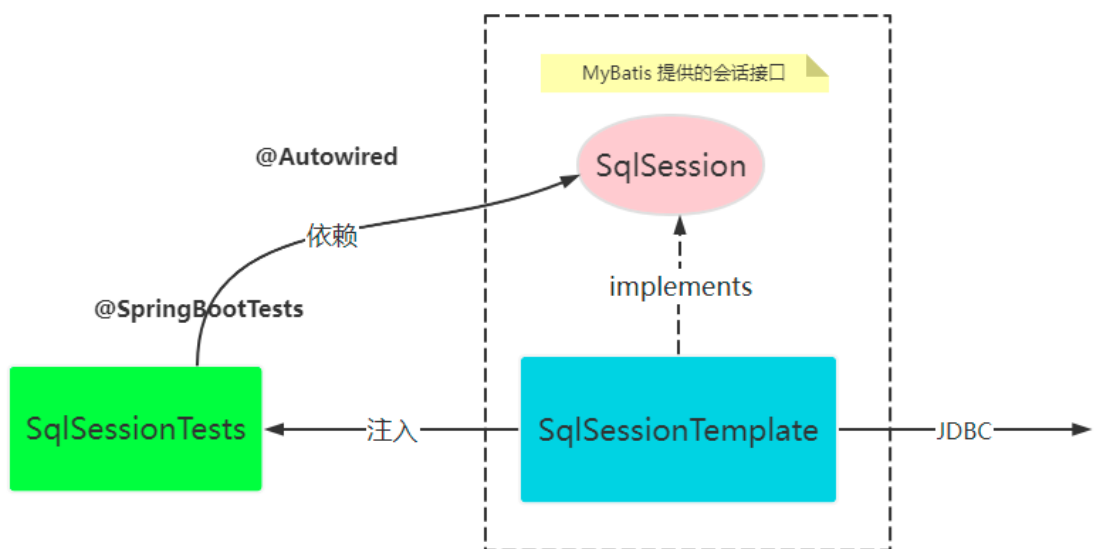 MyBatis 提供的会话接口
@Autowired
SqlSession
依赖
implements
@SpringBootTests
SqlSessionTests
注入
SqlSessionTemplate
JDBC